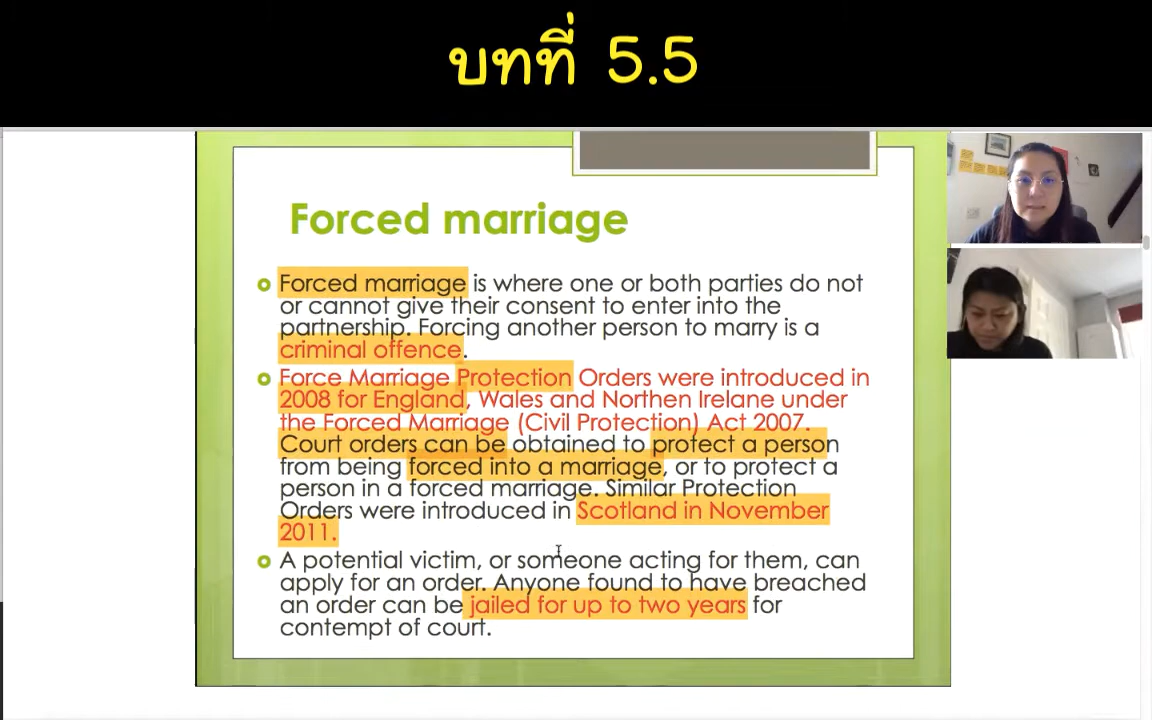 บทที่ 5.5
Forced marriage
Forced marriage is where one or both parties do not
or cannot give their consent to enter into the
partnership. Forcing another person to marry is a
criminal offence.
Force Marriage Protection Orders were introduced in
2008 for England, Wales and Northen Irelane under
the Forced Marriage (Civil Protection) Act 2007.
Court orders can be obtained to protect a person
from being forced into a marriage, or to protect a
person in a forced marriage. Similar Protection
Orders were introduced in Scotland in November
2011.
A potential victim, or someone acting for them, can
apply for an order. Anyone found to have breached
an order can be jailed for up to two years for
contempt of court.